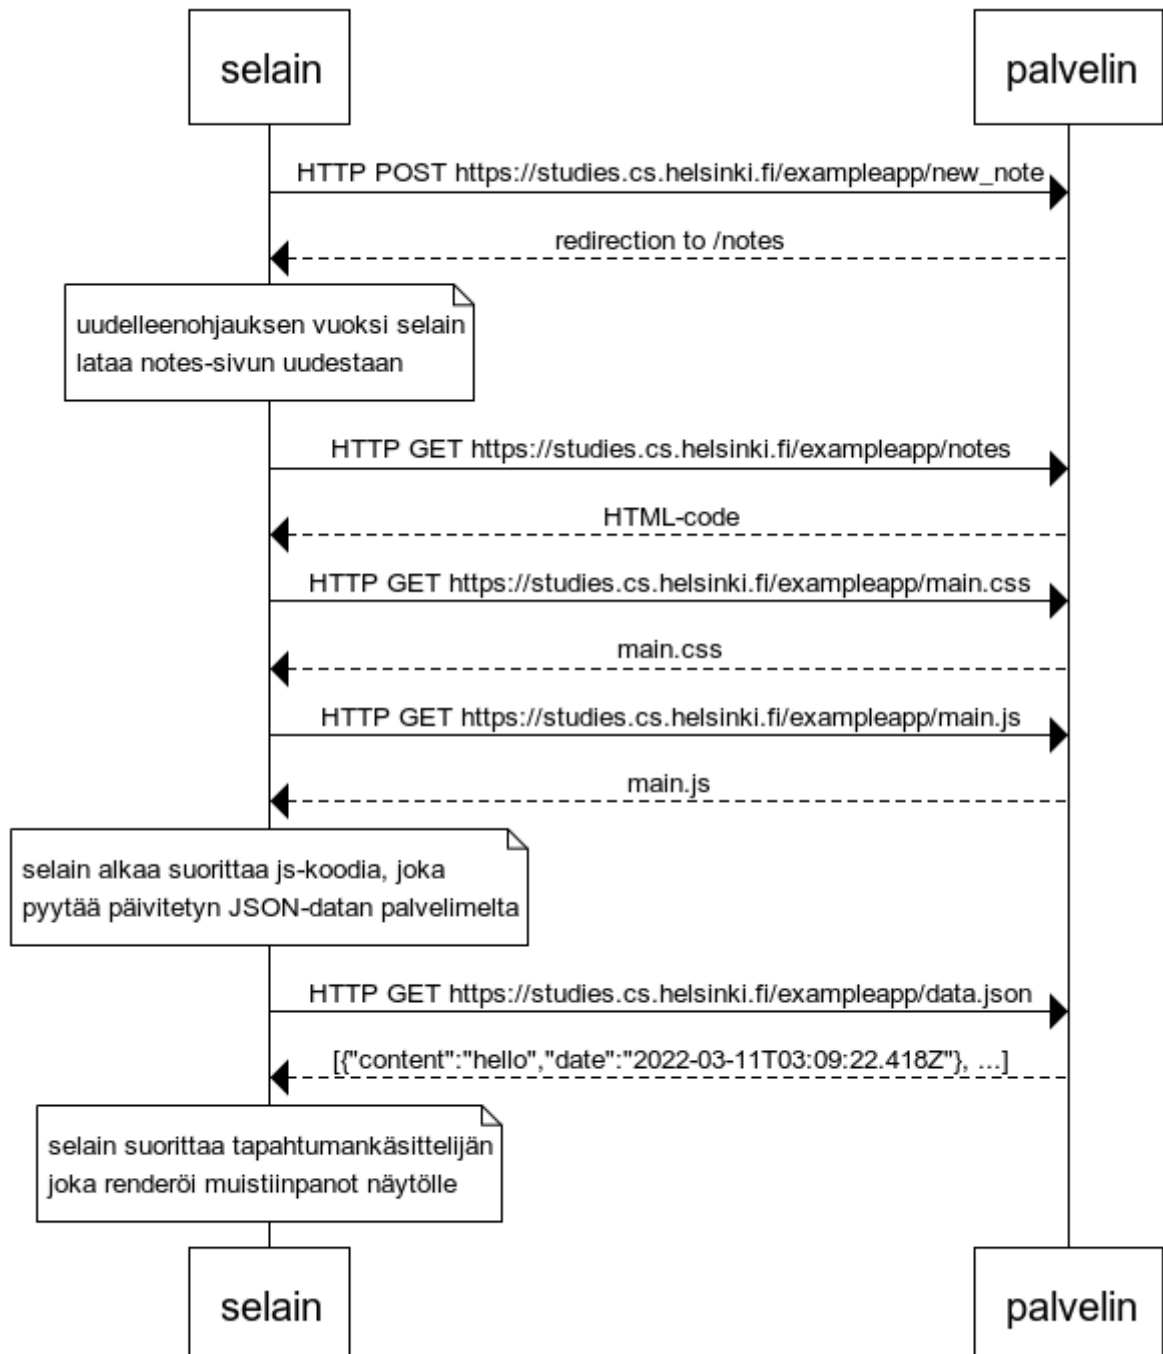 selain
palvelin
HTTP POST https://studies.cs.helsinki.fi/exampleapp/new_note
redirection to /notes
uudelleenohjauksen vuoksi selain
lataa notes-sivun uudestaan
HTTP GET https://studies.cs.helsinki.fi/exampleapp/notes
HTML-code
HTTP GET https://studies.cs.helsinki.fi/exampleapp/main.css
main.css
HTTP GET https://studies.cs.helsinki.fi/exampleapp/main.js
main.js
selain alkaa suorittaa js-koodia, joka
pyytää päivitetyn JSON-datan palvelimelta
HTTP GET https://studies.cs.helsinki.fi/exampleapp/data.json
[{"content":"hello","date":"2022-03-11T03:09:22.418Z"}, ...]
selain suorittaa tapahtumankäsittelijän
joka renderöi muistiinpanot näytölle
selain
palvelin